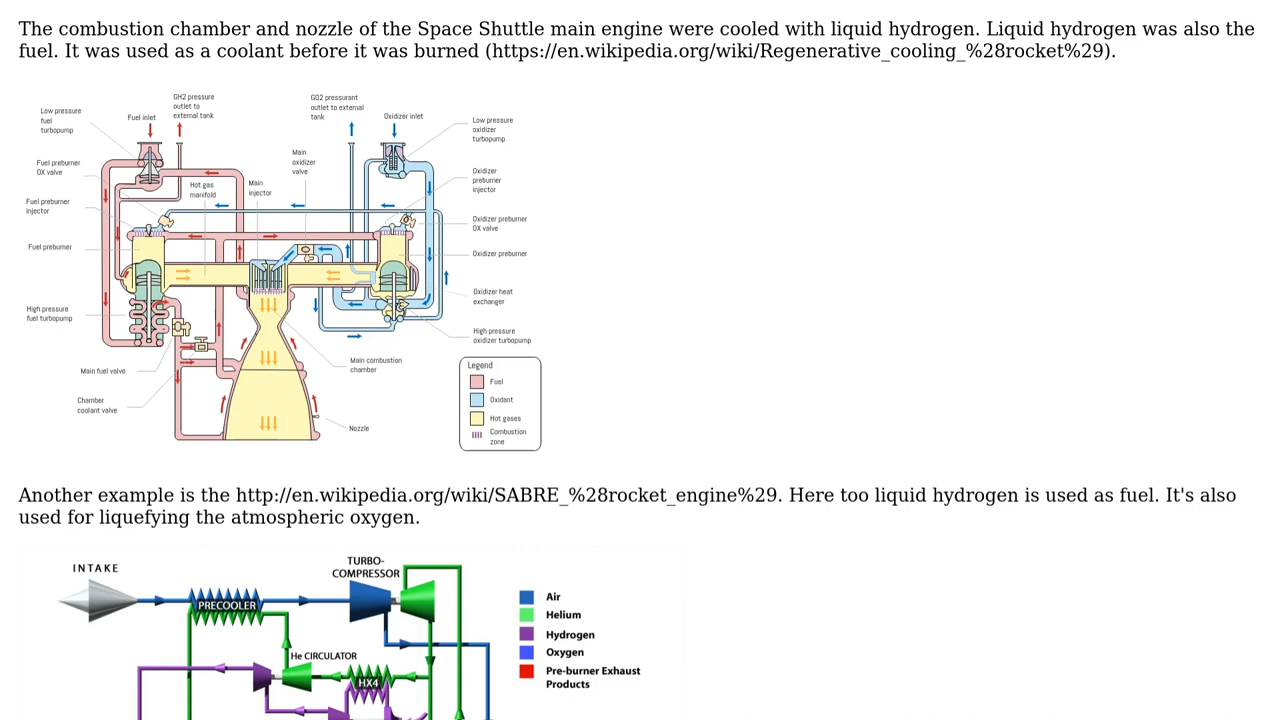 The combustion chamber and nozzle of the Space Shuttle main engine were cooled with liquid hydrogen. Liquid hydrogen was also the
fuel. It was used as a coolant before it was burned (https://en.wikipedia.org/wiki/Regenerative_cooling_%28rocket%29).
GH2 pressure
outlet to
external tank
GO2 pressurant
outlet to external
tank
Low pressure
fuel
turbopump
Fuel inlet
Oxidizer inlet
Low pressure
oxidizer
turbopump
Main
oxidizer
valve
Fuel preburner
OX valve
Hot gas
manifold
Main
injector
Oxidizer
preburner
injector
Fuel preburner
injector
Oxidizer preburner
OX valve
Fuel preburner
Oxidizer preburner
Oxidizer heat
exchanger
High pressure
fuel turbopump
High pressure
oxidizer turbopump
Main combustion
chamber
Main fuel valve
Chamber
coolant valve
Nozzle
Legend
Fuel
Oxidant
Hot gases
Combustion
zone
Another example is the http://en.wikipedia.org/wiki/SABRE_%28rocket_engine%29. Here too liquid hydrogen is used as fuel. It's also
used for liquefying the atmospheric oxygen.
INTAKE
TURBO-
COMPRESSOR
PRECOOLER
He CIRCULATOR
HX4
Air
Helium
Hydrogen
Oxygen
Pre-burner Exhaust
Products